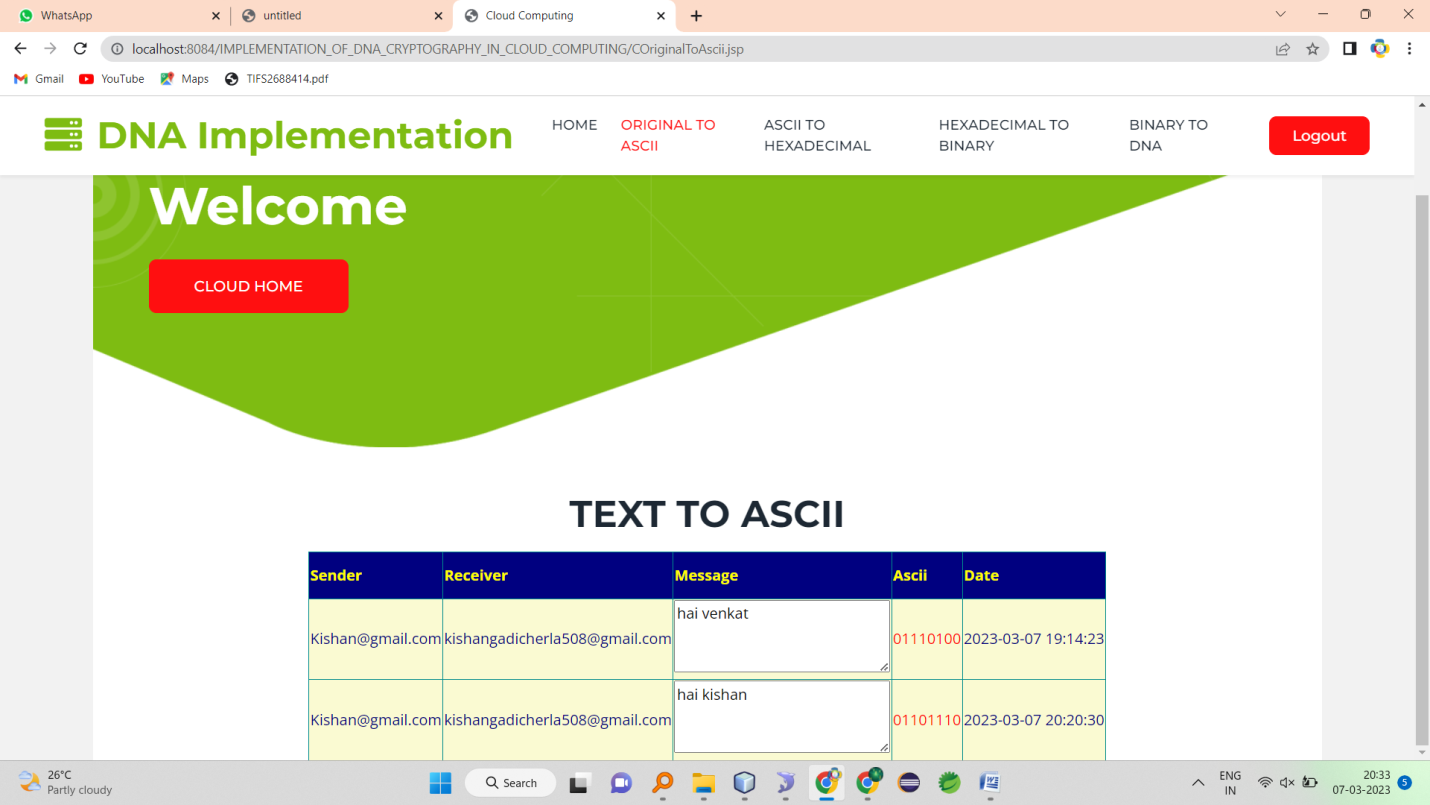 WhatsApp
untitled
Cloud Computing
localhost:8084/IMPLEMENTATION_OF_DNA_CRYPTOGRAPHY_IN_CLOUD_COMPUTING/COriginalToAscii.jsp
Gmail YouTube Maps TIFS2688414.pdf
DNA Implementation
HOME
ORIGINAL TO
ASCII
ASCII TO
HEXADECIMAL
HEXADECIMAL TO
BINARY
BINARY TO
DNA
Logout
Welcome
CLOUD HOME
TEXT TO ASCII
Sender Receiver Message Ascii Date
Kishan@gmail.com kishangadicherla508@gmail.com hai venkat 01110100 2023-03-07 19:14:23
Kishan@gmail.com kishangadicherla508@gmail.com hai kishan 01101110 2023-03-07 20:20:30
26°C
Partly cloudy
Search
ENG
IN
20:33
07-03-2023
5